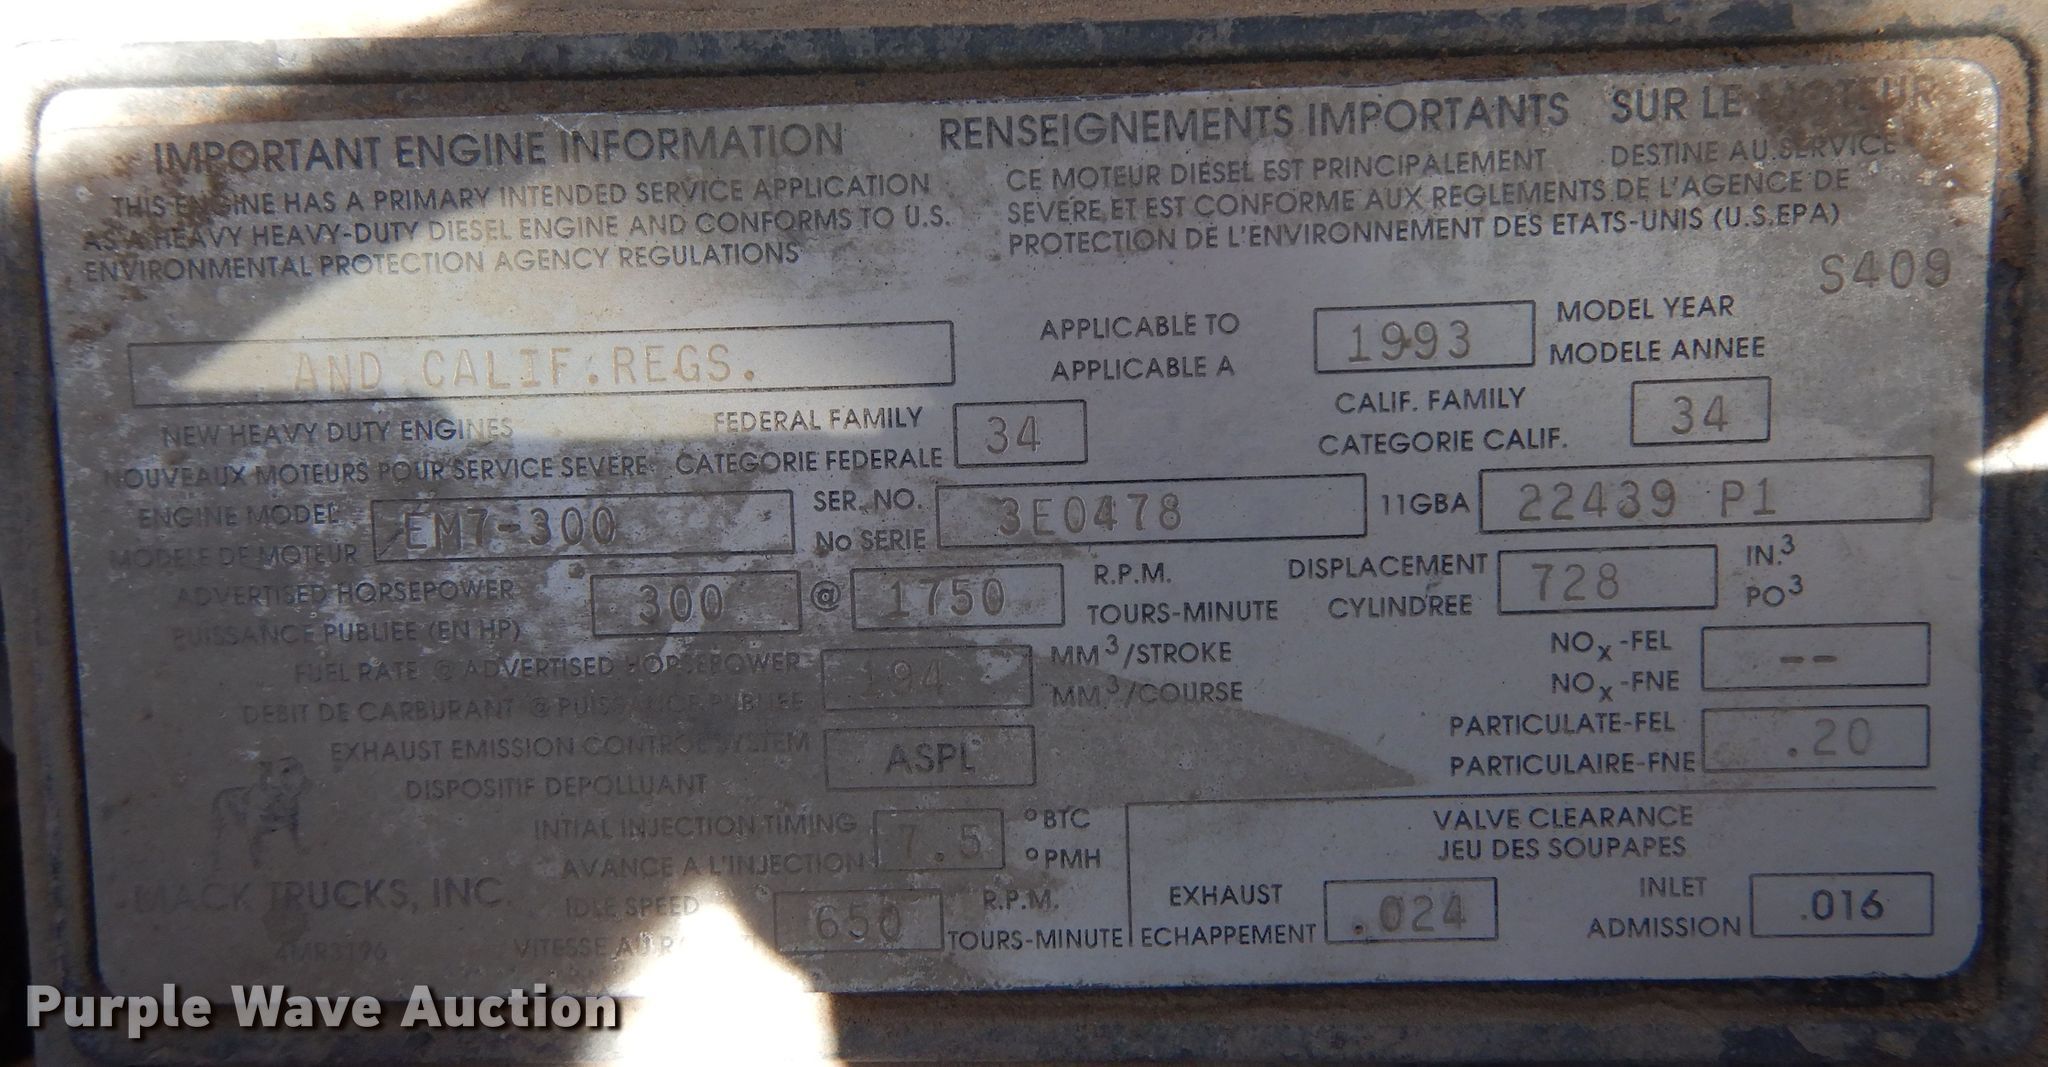 IMPORTANT ENGINE INFORMATION
THIS ENGINE HAS A PRIMARY INTENDED SERVICE APPLICATION
AS A HEAVY HEAVY-DUTY DIESEL ENGINE AND CONFORMS TO U.S.
ENVIRONMENTAL PROTECTION AGENCY REGULATIONS
RENSEIGNEMENTS IMPORTANTS SUR LE MOTEUR
CE MOTEUR DIESEL EST PRINCIPALEMENT DESTINE AU SERVICE
SEVERE ET EST CONFORME AUX REGLEMENTS DE L'AGENCE DE
PROTECTION DE L'ENVIRONNEMENT DES ETATS-UNIS (U.S.EPA)
S409
AND CALIF.REGS.
APPLICABLE TO
APPLICABLE A
1993
MODEL YEAR
MODELE ANNEE
NEW HEAVY DUTY ENGINES
NOUVEAUX MOTEURS POUR SERVICE SEVERE
FEDERAL FAMILY
CATEGORIE FEDERALE
34
CALIF. FAMILY
CATEGORIE CALIF.
34
ENGINE MODEL
MODELE DE MOTEUR
EM7-300
SER. NO.
No SERIE
3E0478
11GBA
22439 P1
ADVERTISED HORSEPOWER
PUISSANCE PUBLIEE (EN HP)
300
@
1750
R.P.M.
TOURS-MINUTE
DISPLACEMENT
CYLINDREE
728
IN.³
PO³
FUEL RATE @ ADVERTISED HORSEPOWER
DEBIT DE CARBURANT @ PUISSANCE PUBLIEE
194
MM³/STROKE
MM³/COURSE
NOx-FEL
NOx-FNE
--
EXHAUST EMISSION CONTROL SYSTEM
DISPOSITIF DEPOLLUANT
ASPL
PARTICULATE-FEL
PARTICULAIRE-FNE
.20
INTIAL INJECTION TIMING
AVANCE A L'INJECTION
7.5
°BTC
°PMH
VALVE CLEARANCE
JEU DES SOUPAPES
MACK TRUCKS, INC.
4MR3196
IDLE SPEED
VITESSE AU
650
R.P.M.
TOURS-MINUTE
EXHAUST
ECHAPPEMENT
.024
INLET
ADMISSION
.016
Purple Wave Auction